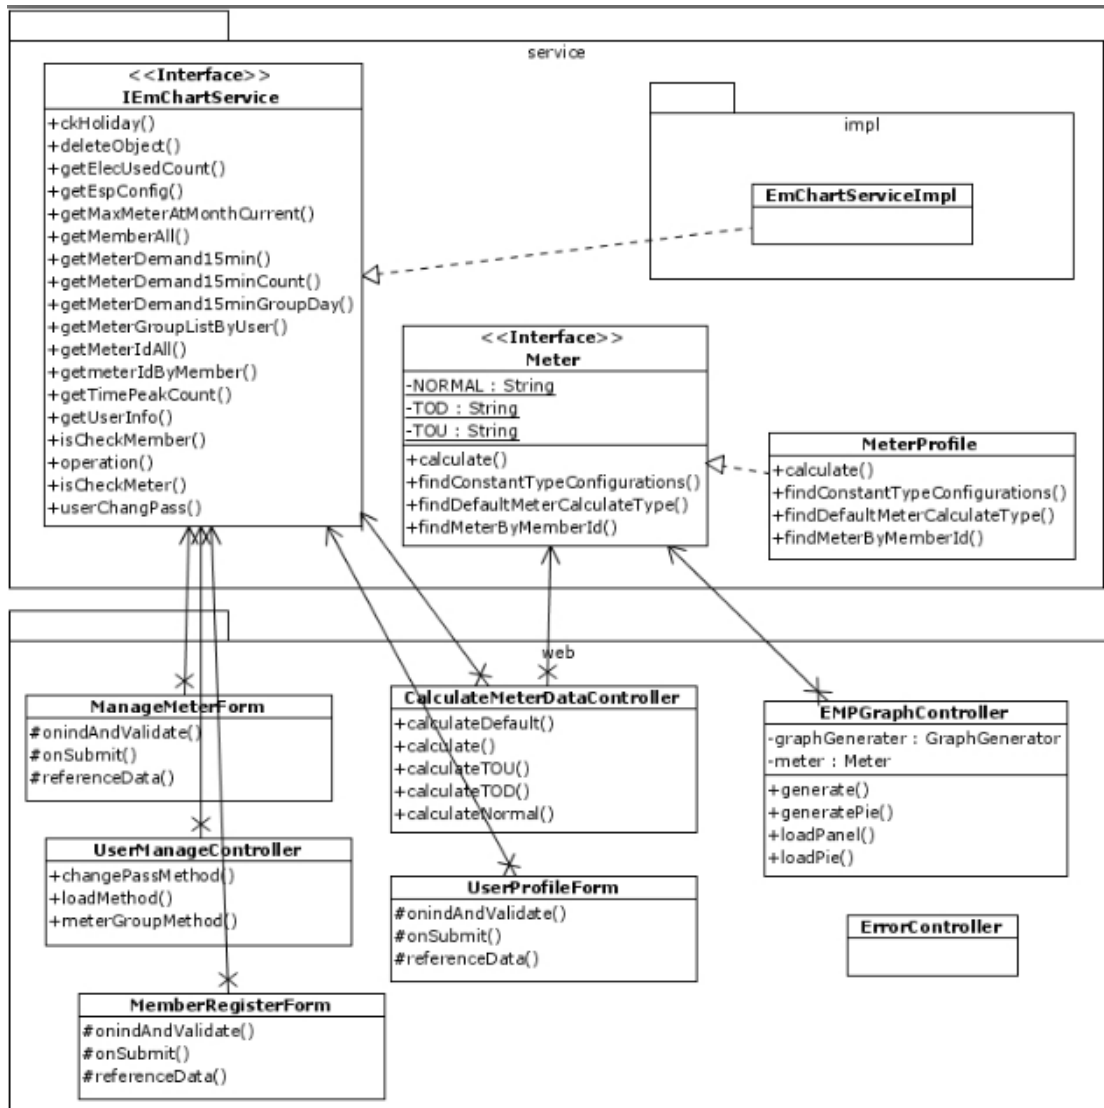 service
<<Interface>>
IEmChartService
+ckHoliday()
+deleteObject()
+getElecUsedCount()
+getEspConfig()
+getMaxMeterAtMonthCurrent()
+getMemberAll()
+getMeterDemand15min()
+getMeterDemand15minCount()
+getMeterDemand15minGroupDay()
+getMeterGroupListByUser()
+getMeterIdAll()
+getmeterIdByMember()
+getTimePeakCount()
+getUserInfo()
+isCheckMember()
+operation()
+isCheckMeter()
+userChangPass()
impl
EmChartServiceImpl
<<Interface>>
Meter
-NORMAL : String
-TOD : String
-TOU : String
+calculate()
+findConstantTypeConfigurations()
+findDefaultMeterCalculateType()
+findMeterByMemberId()
MeterProfile
+calculate()
+findConstantTypeConfigurations()
+findDefaultMeterCalculateType()
+findMeterByMemberId()
web
ManageMeterForm
#onindAndValidate()
#onSubmit()
#referenceData()
UserManageController
+changePassMethod()
+loadMethod()
+meterGroupMethod()
MemberRegisterForm
#onindAndValidate()
#onSubmit()
#referenceData()
CalculateMeterDataController
+calculateDefault()
+calculate()
+calculateTOU()
+calculateTOD()
+calculateNormal()
UserProfileForm
#onindAndValidate()
#onSubmit()
#referenceData()
EMPGraphController
-graphGenerater : GraphGenerator
-meter : Meter
+generate()
+generatePie()
+loadPanel()
+loadPie()
ErrorController